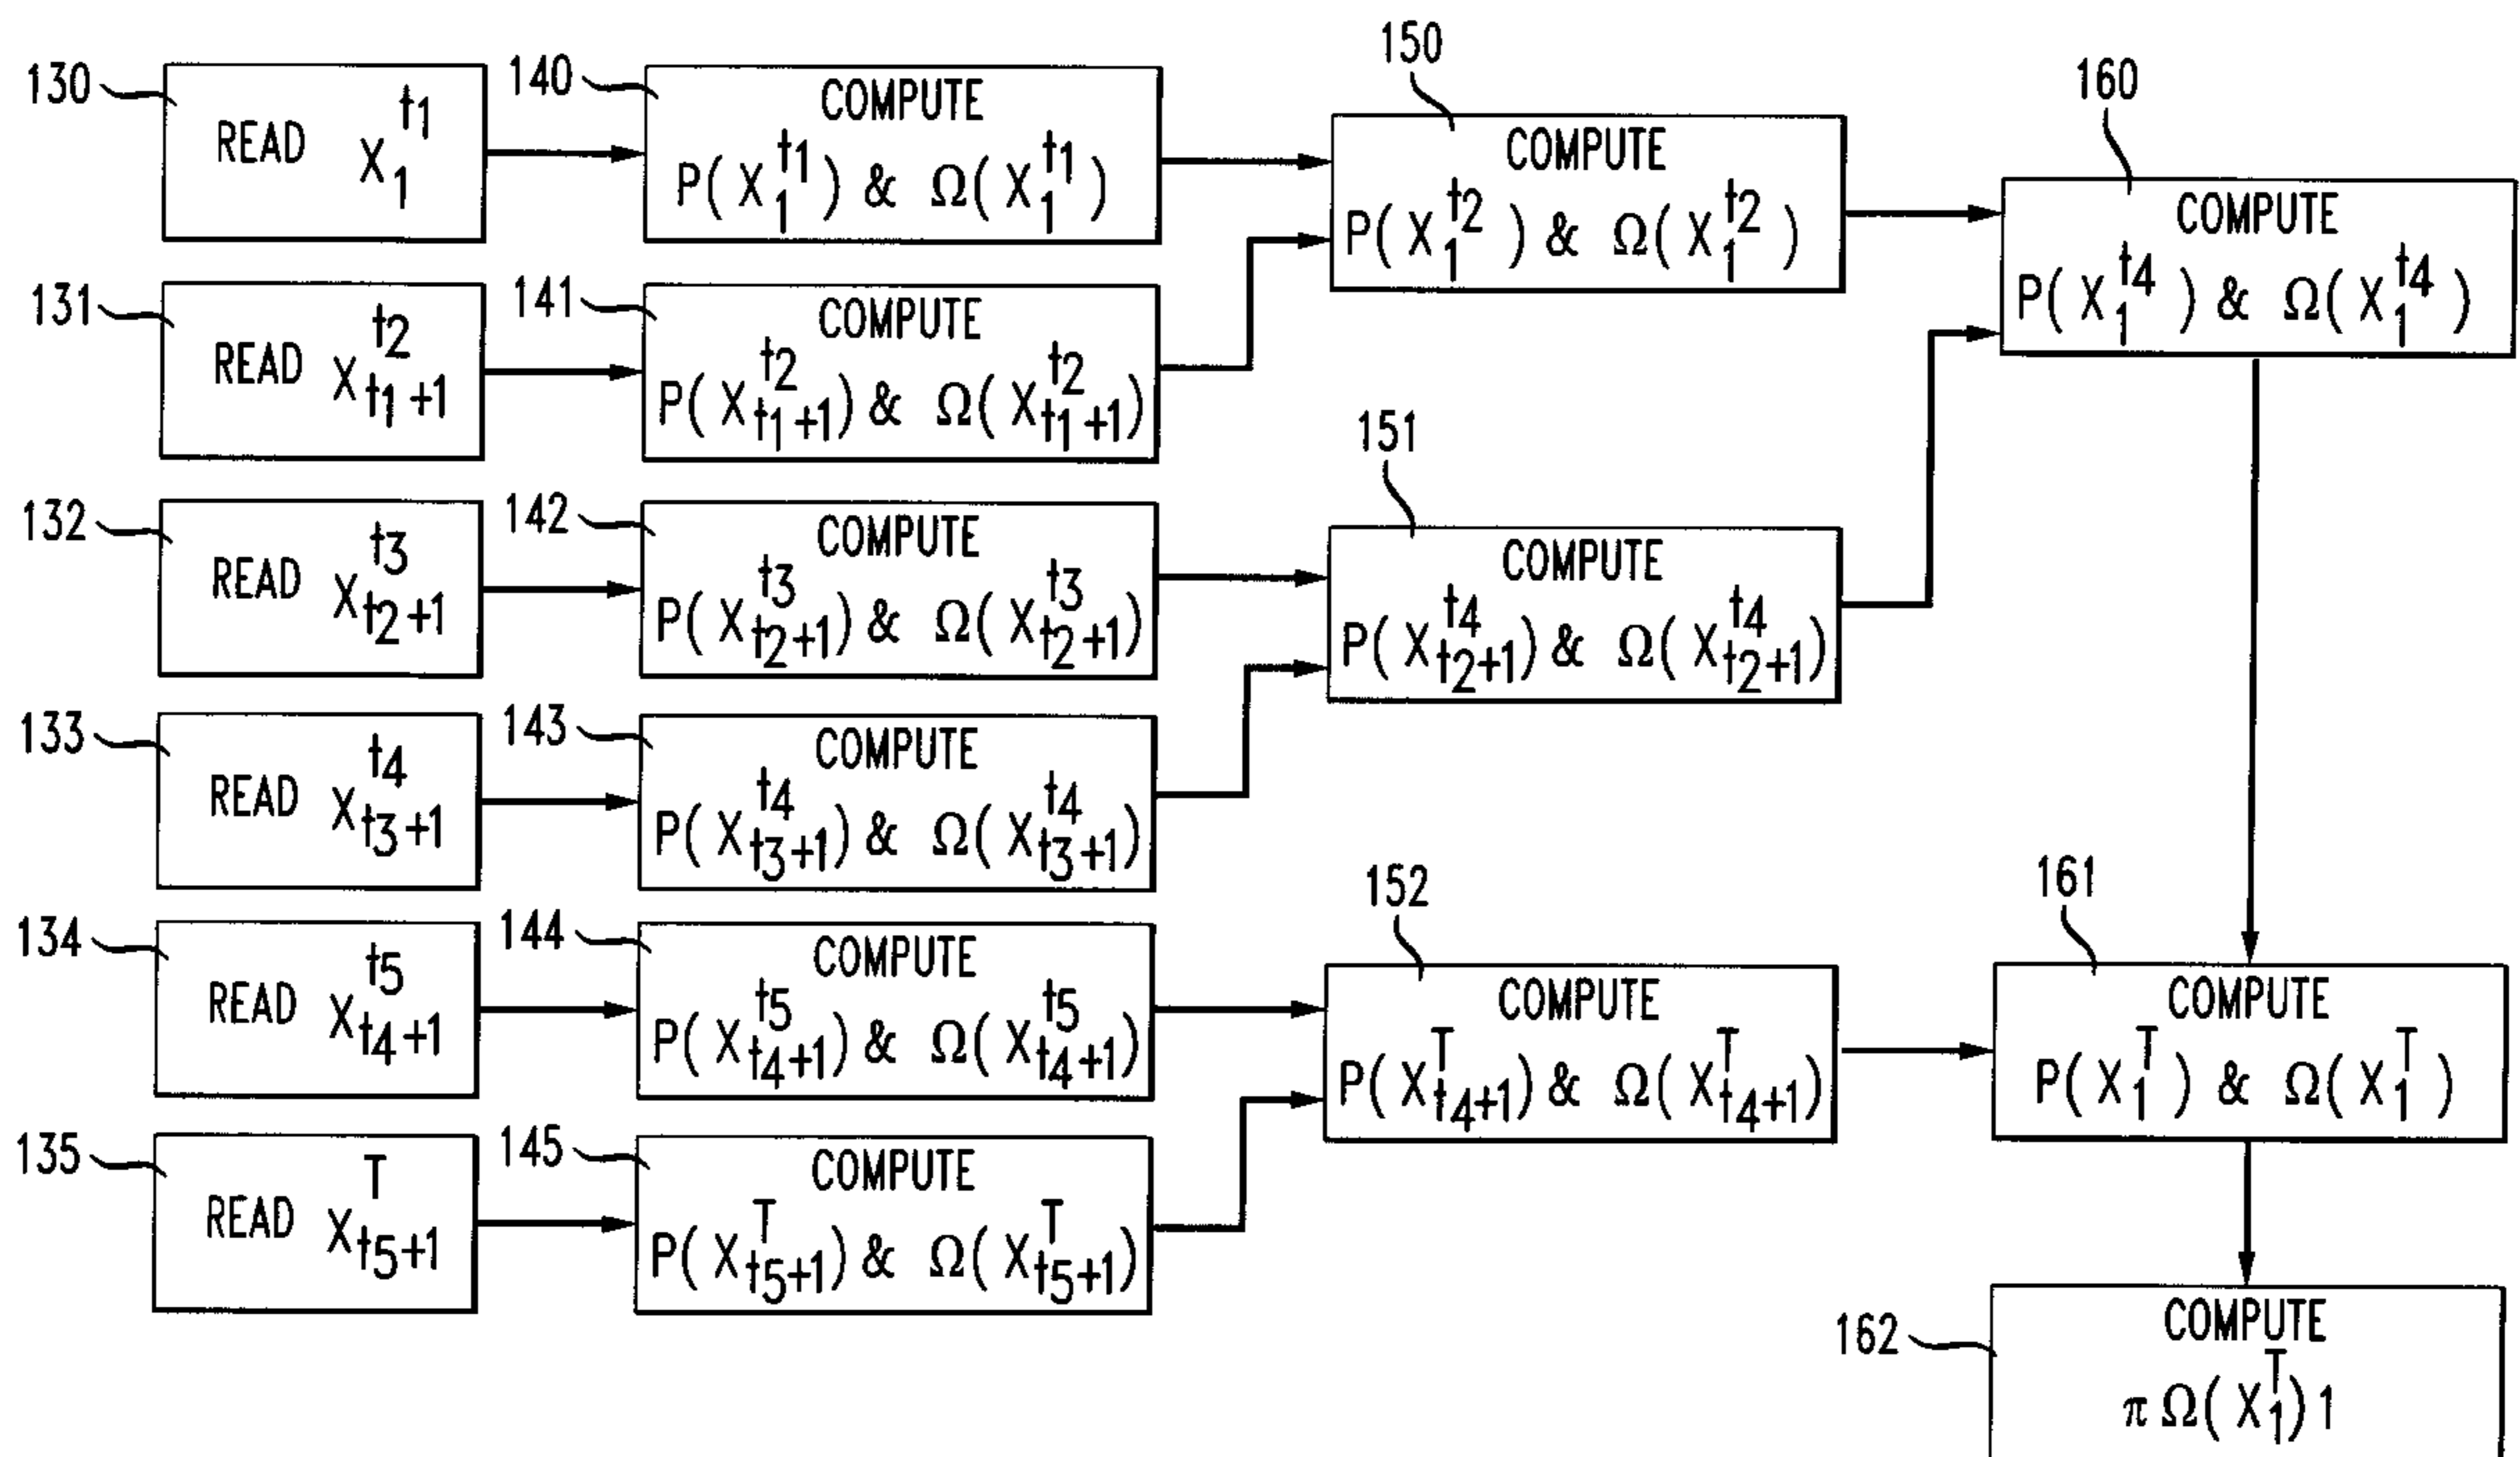 130
READ X_1^{t1}
140
COMPUTE
P( X_1^{t1} ) & Ω( X_1^{t1} )
150
COMPUTE
P( X_1^{t2} ) & Ω( X_1^{t2} )
160
COMPUTE
P( X_1^{t4} ) & Ω( X_1^{t4} )
131
READ X_{t1+1}^{t2}
141
COMPUTE
P( X_{t1+1}^{t2} ) & Ω( X_{t1+1}^{t2} )
132
READ X_{t2+1}^{t3}
142
COMPUTE
P( X_{t2+1}^{t3} ) & Ω( X_{t2+1}^{t3} )
151
COMPUTE
P( X_{t2+1}^{t4} ) & Ω( X_{t2+1}^{t4} )
133
READ X_{t3+1}^{t4}
143
COMPUTE
P( X_{t3+1}^{t4} ) & Ω( X_{t3+1}^{t4} )
134
READ X_{t4+1}^{t5}
144
COMPUTE
P( X_{t4+1}^{t5} ) & Ω( X_{t4+1}^{t5} )
152
COMPUTE
P( X_{t4+1}^{T} ) & Ω( X_{t4+1}^{T} )
161
COMPUTE
P( X_1^{T} ) & Ω( X_1^{T} )
135
READ X_{t5+1}^{T}
145
COMPUTE
P( X_{t5+1}^{T} ) & Ω( X_{t5+1}^{T} )
162
COMPUTE
π Ω( X_1^{T} ) 1